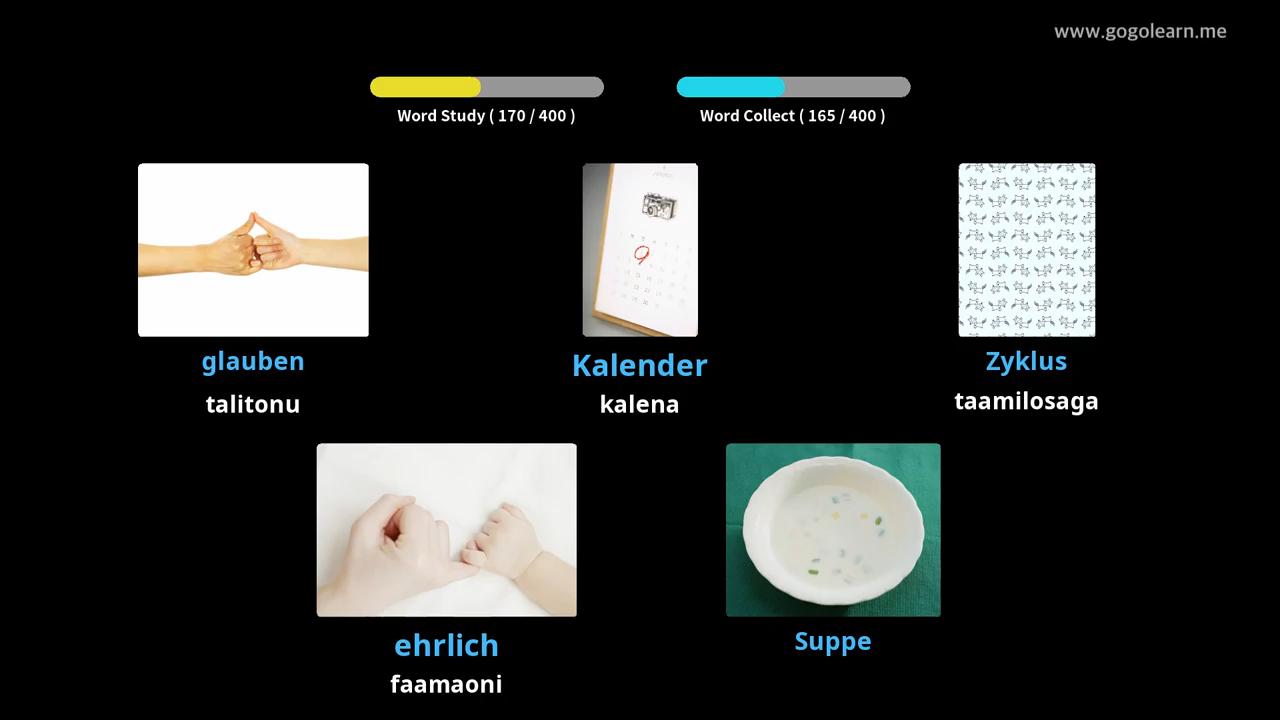 www.gogolearn.me
Word Study ( 170 / 400 )
Word Collect ( 165 / 400 )
glauben
talitonu
Kalender
kalena
Zyklus
taamilosaga
ehrlich
faamaoni
Suppe